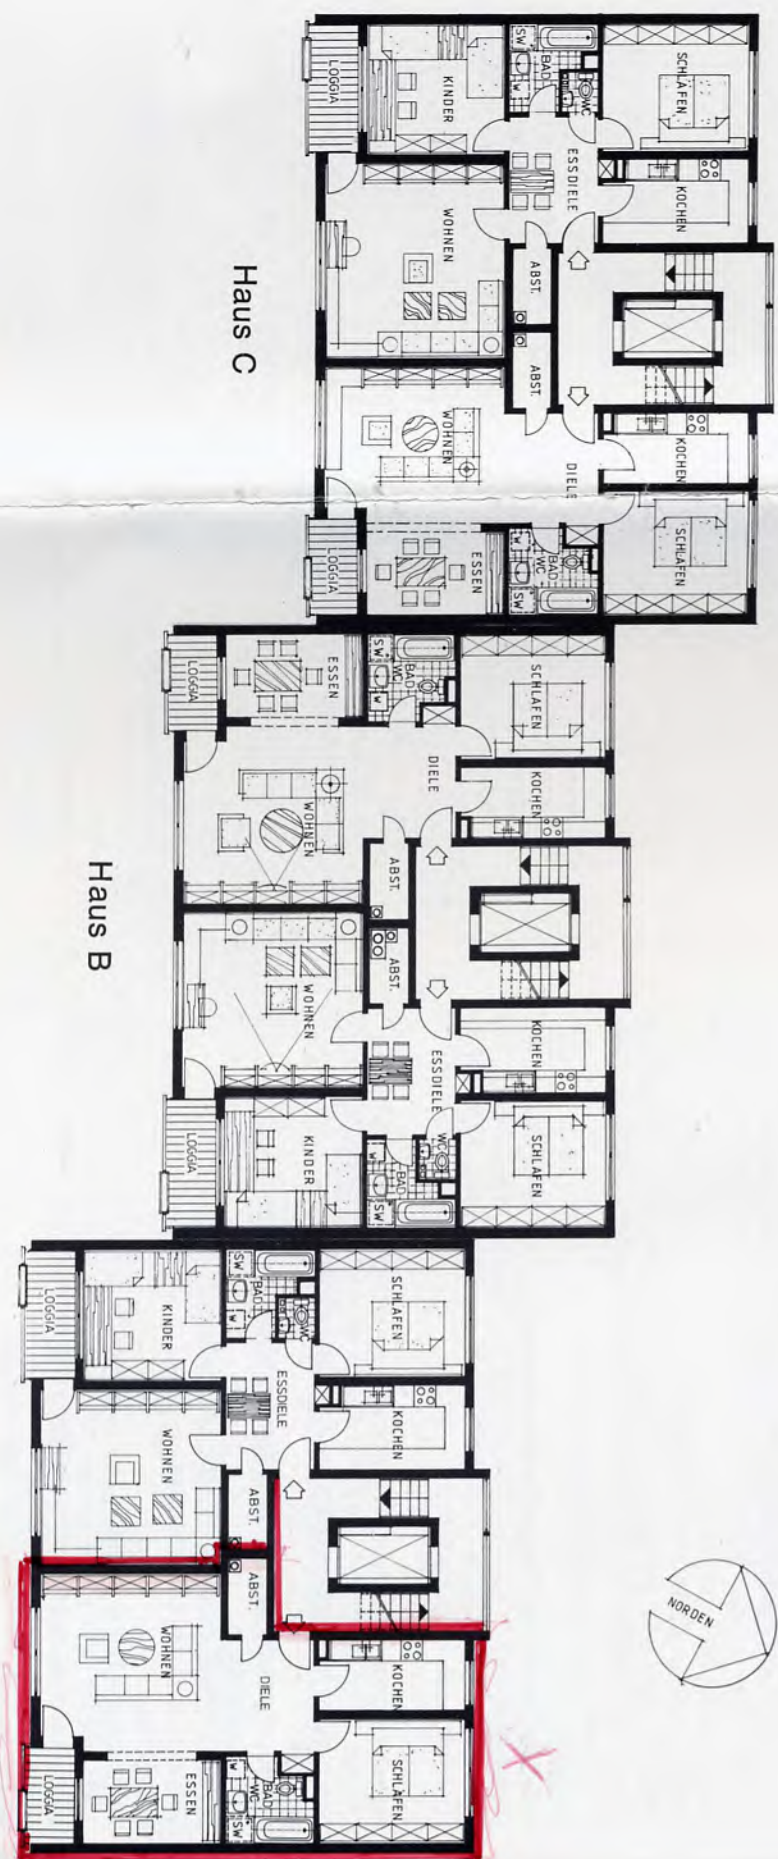 LOGGIA
KINDER
SW
BAD
W
WC
SCHLAFEN
ESSDIELE
KOCHEN
WOHNEN
ABST.
Haus C
ABST.
WOHNEN
DIELE
KOCHEN
SCHLAFEN
LOGGIA
ESSEN
W
BAD
WC
SW
LOGGIA
ESSEN
SW
BAD
WC
W
SCHLAFEN
DIELE
KOCHEN
WOHNEN
ABST.
Haus B
WOHNEN
ABST.
ESSDIELE
KOCHEN
SCHLAFEN
LOGGIA
KINDER
W
BAD
WC
SW
LOGGIA
KINDER
SW
BAD
W
WC
SCHLAFEN
ESSDIELE
KOCHEN
WOHNEN
ABST.
ABST.
WOHNEN
DIELE
KOCHEN
SCHLAFEN
LOGGIA
ESSEN
W
BAD
WC
SW
NORDEN
X